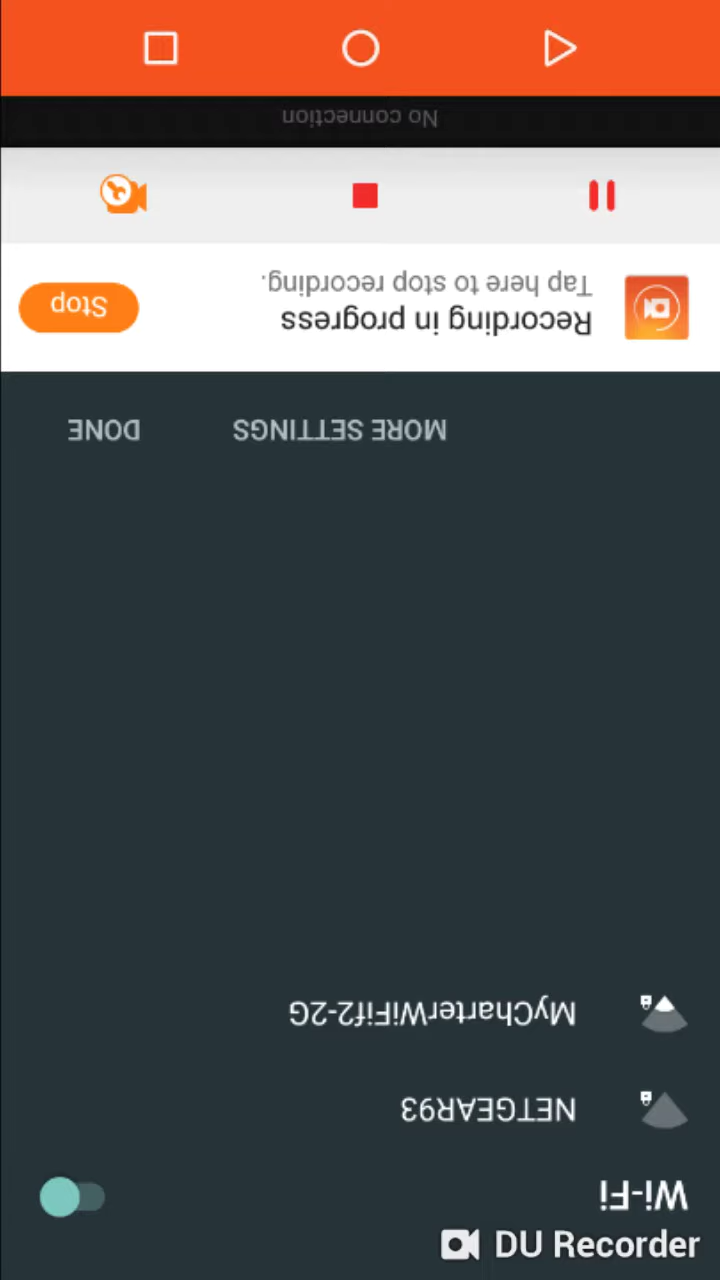 Wi-Fi
NETGEAR93
MyCharterWiFif2-2G
MORE SETTINGS DONE
Recording in progress
Tap here to stop recording.
Stop
No connection
DU Recorder